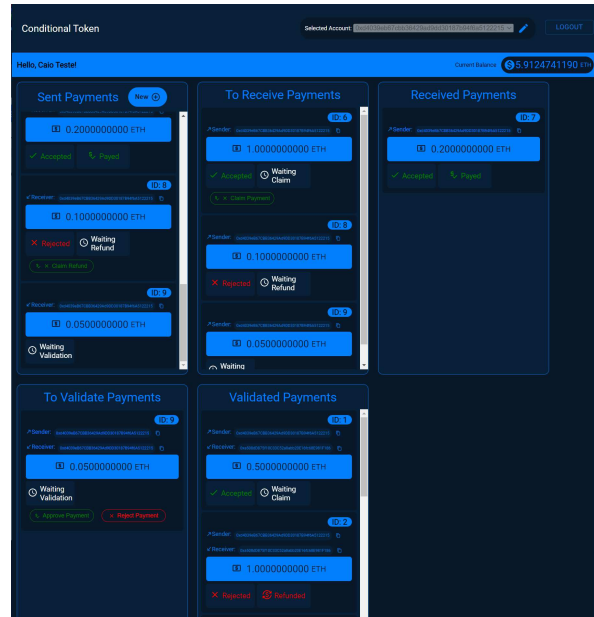 Conditional Token
Selected Account:
LOGOUT
Hello, Caio Teste!
Current Balance
5.9124741190 ETH
Sent Payments
New
0.2000000000 ETH
Accepted
Payed
ID: 8
Receiver:
0.1000000000 ETH
Rejected
Waiting
Refund
Claim Refund
ID: 9
Receiver:
0.0500000000 ETH
Waiting
Validation
To Receive Payments
ID: 6
Sender:
1.0000000000 ETH
Accepted
Waiting
Claim
Claim Payment
ID: 8
Sender:
0.1000000000 ETH
Rejected
Waiting
Refund
ID: 9
Sender:
0.0500000000 ETH
Waiting
Received Payments
ID: 7
Sender:
0.2000000000 ETH
Accepted
Payed
To Validate Payments
ID: 9
Sender:
Receiver:
0.0500000000 ETH
Waiting
Validation
Approve Payment
Reject Payment
Validated Payments
ID: 1
Sender:
Receiver:
0.5000000000 ETH
Accepted
Waiting
Claim
ID: 2
Sender:
Receiver:
1.0000000000 ETH
Rejected
Refunded